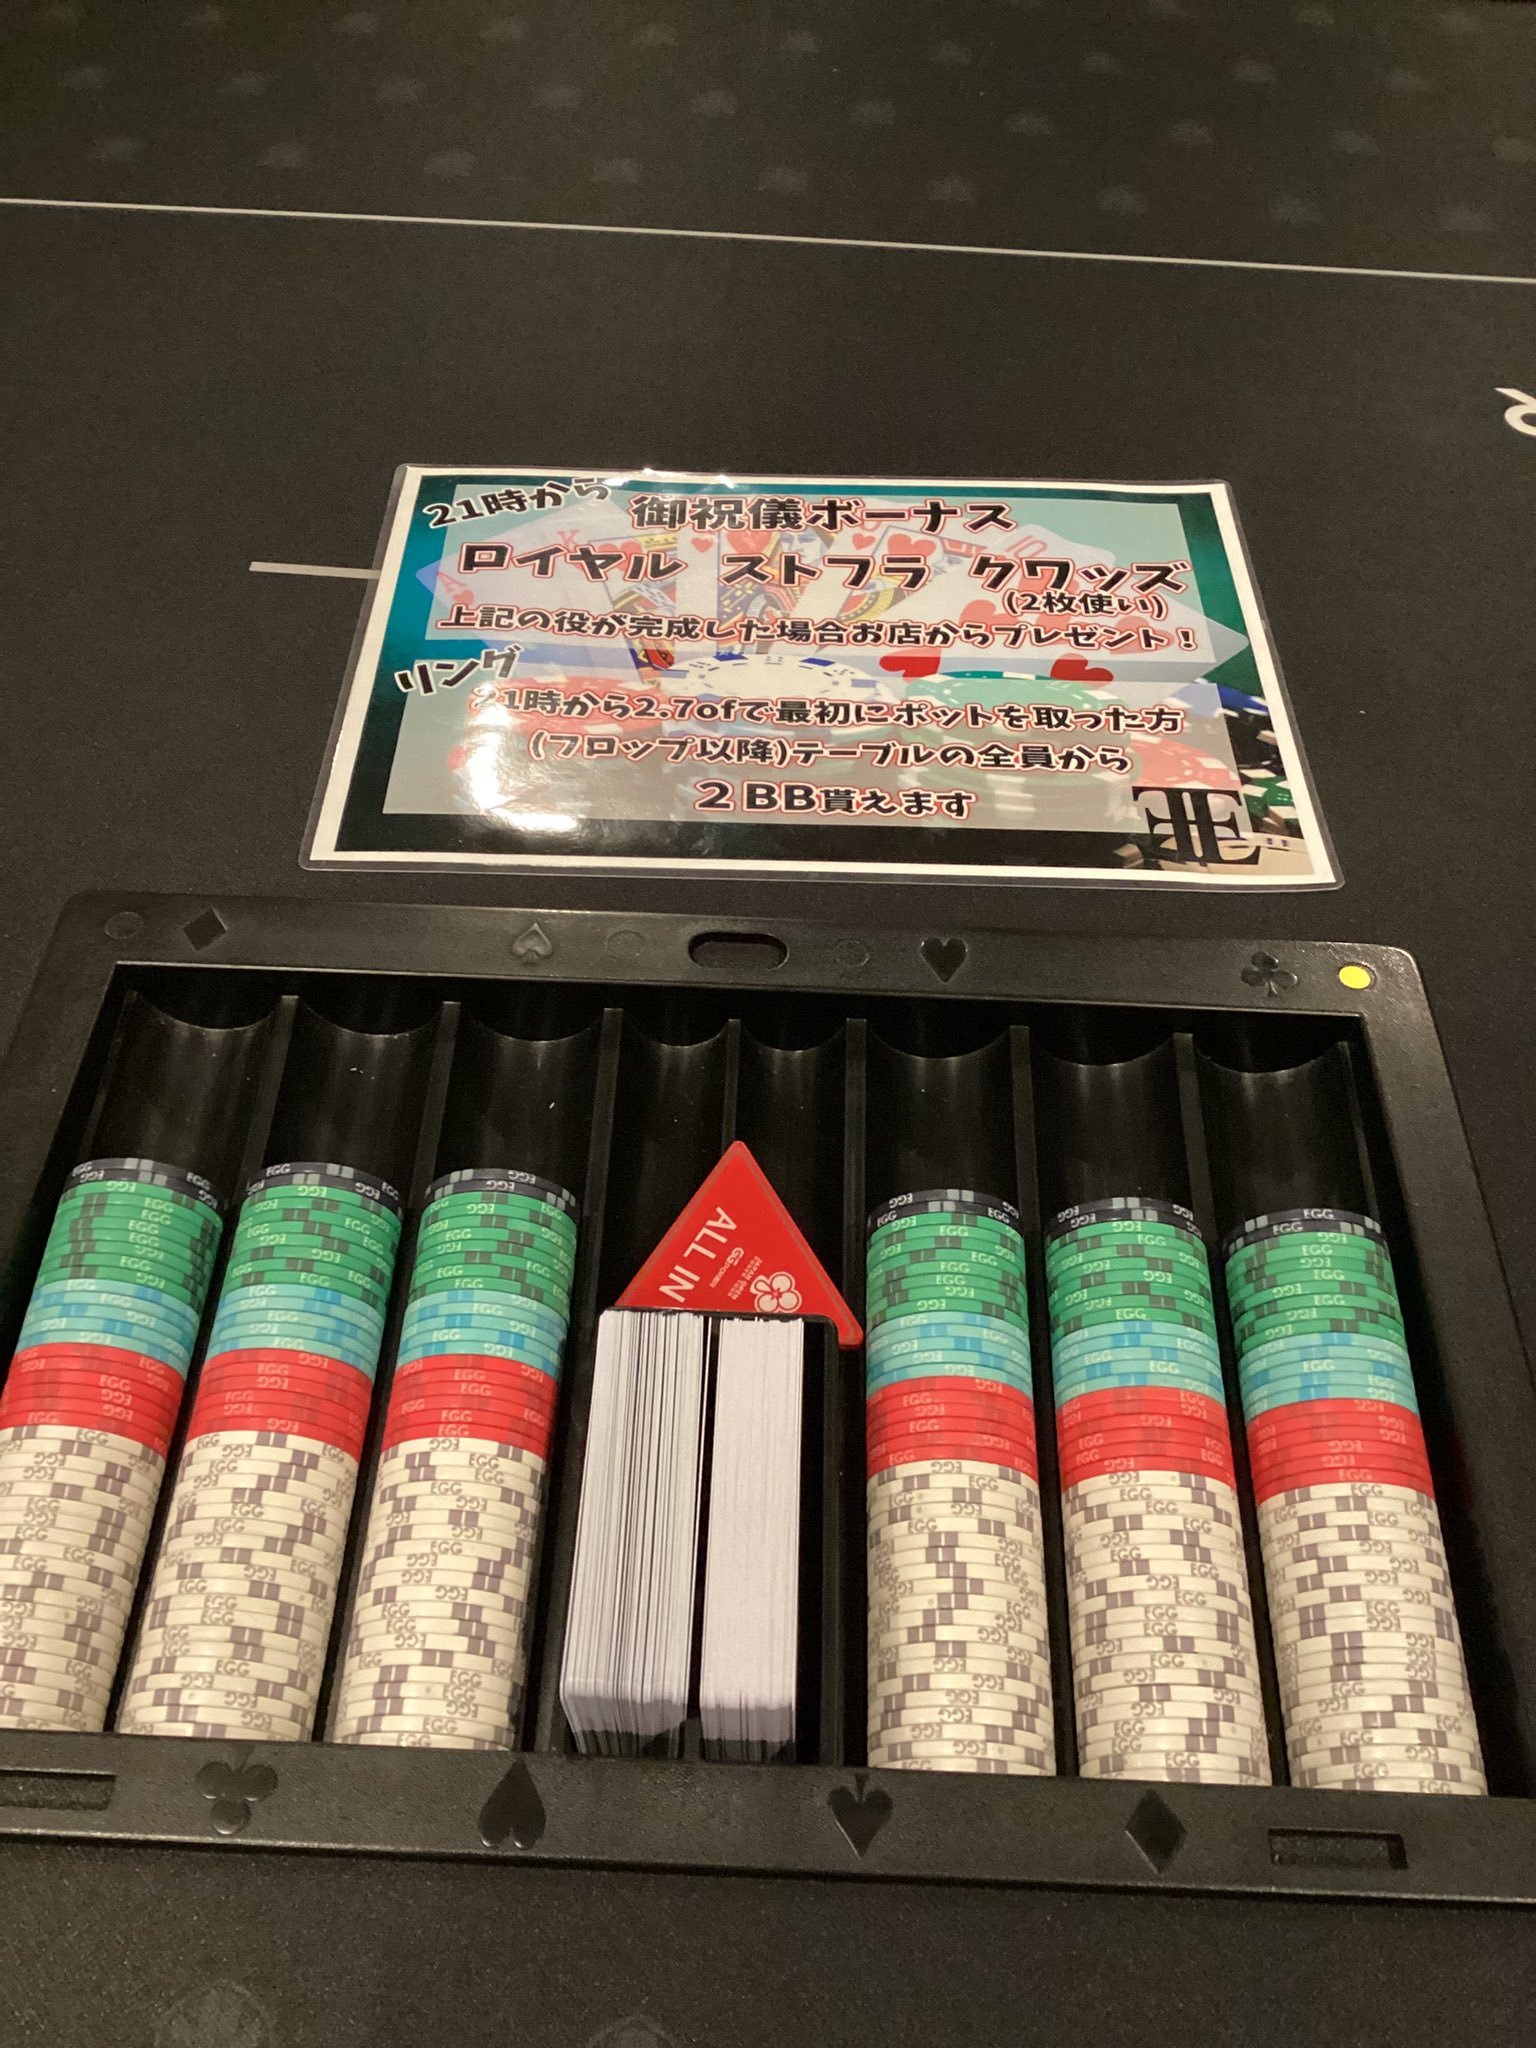 21時から 御祝儀ボーナス
ロイヤル ストフラ クワッズ
(2枚使い)
上記の役が完成した場合お店からプレゼント！
リング
21時から2.7ofで最初にポットを取った方
(フロップ以降)テーブルの全員から
２BB貰えます
ALL IN
GGPOKER
JAPAN OPEN
POKER TOUR
EGG